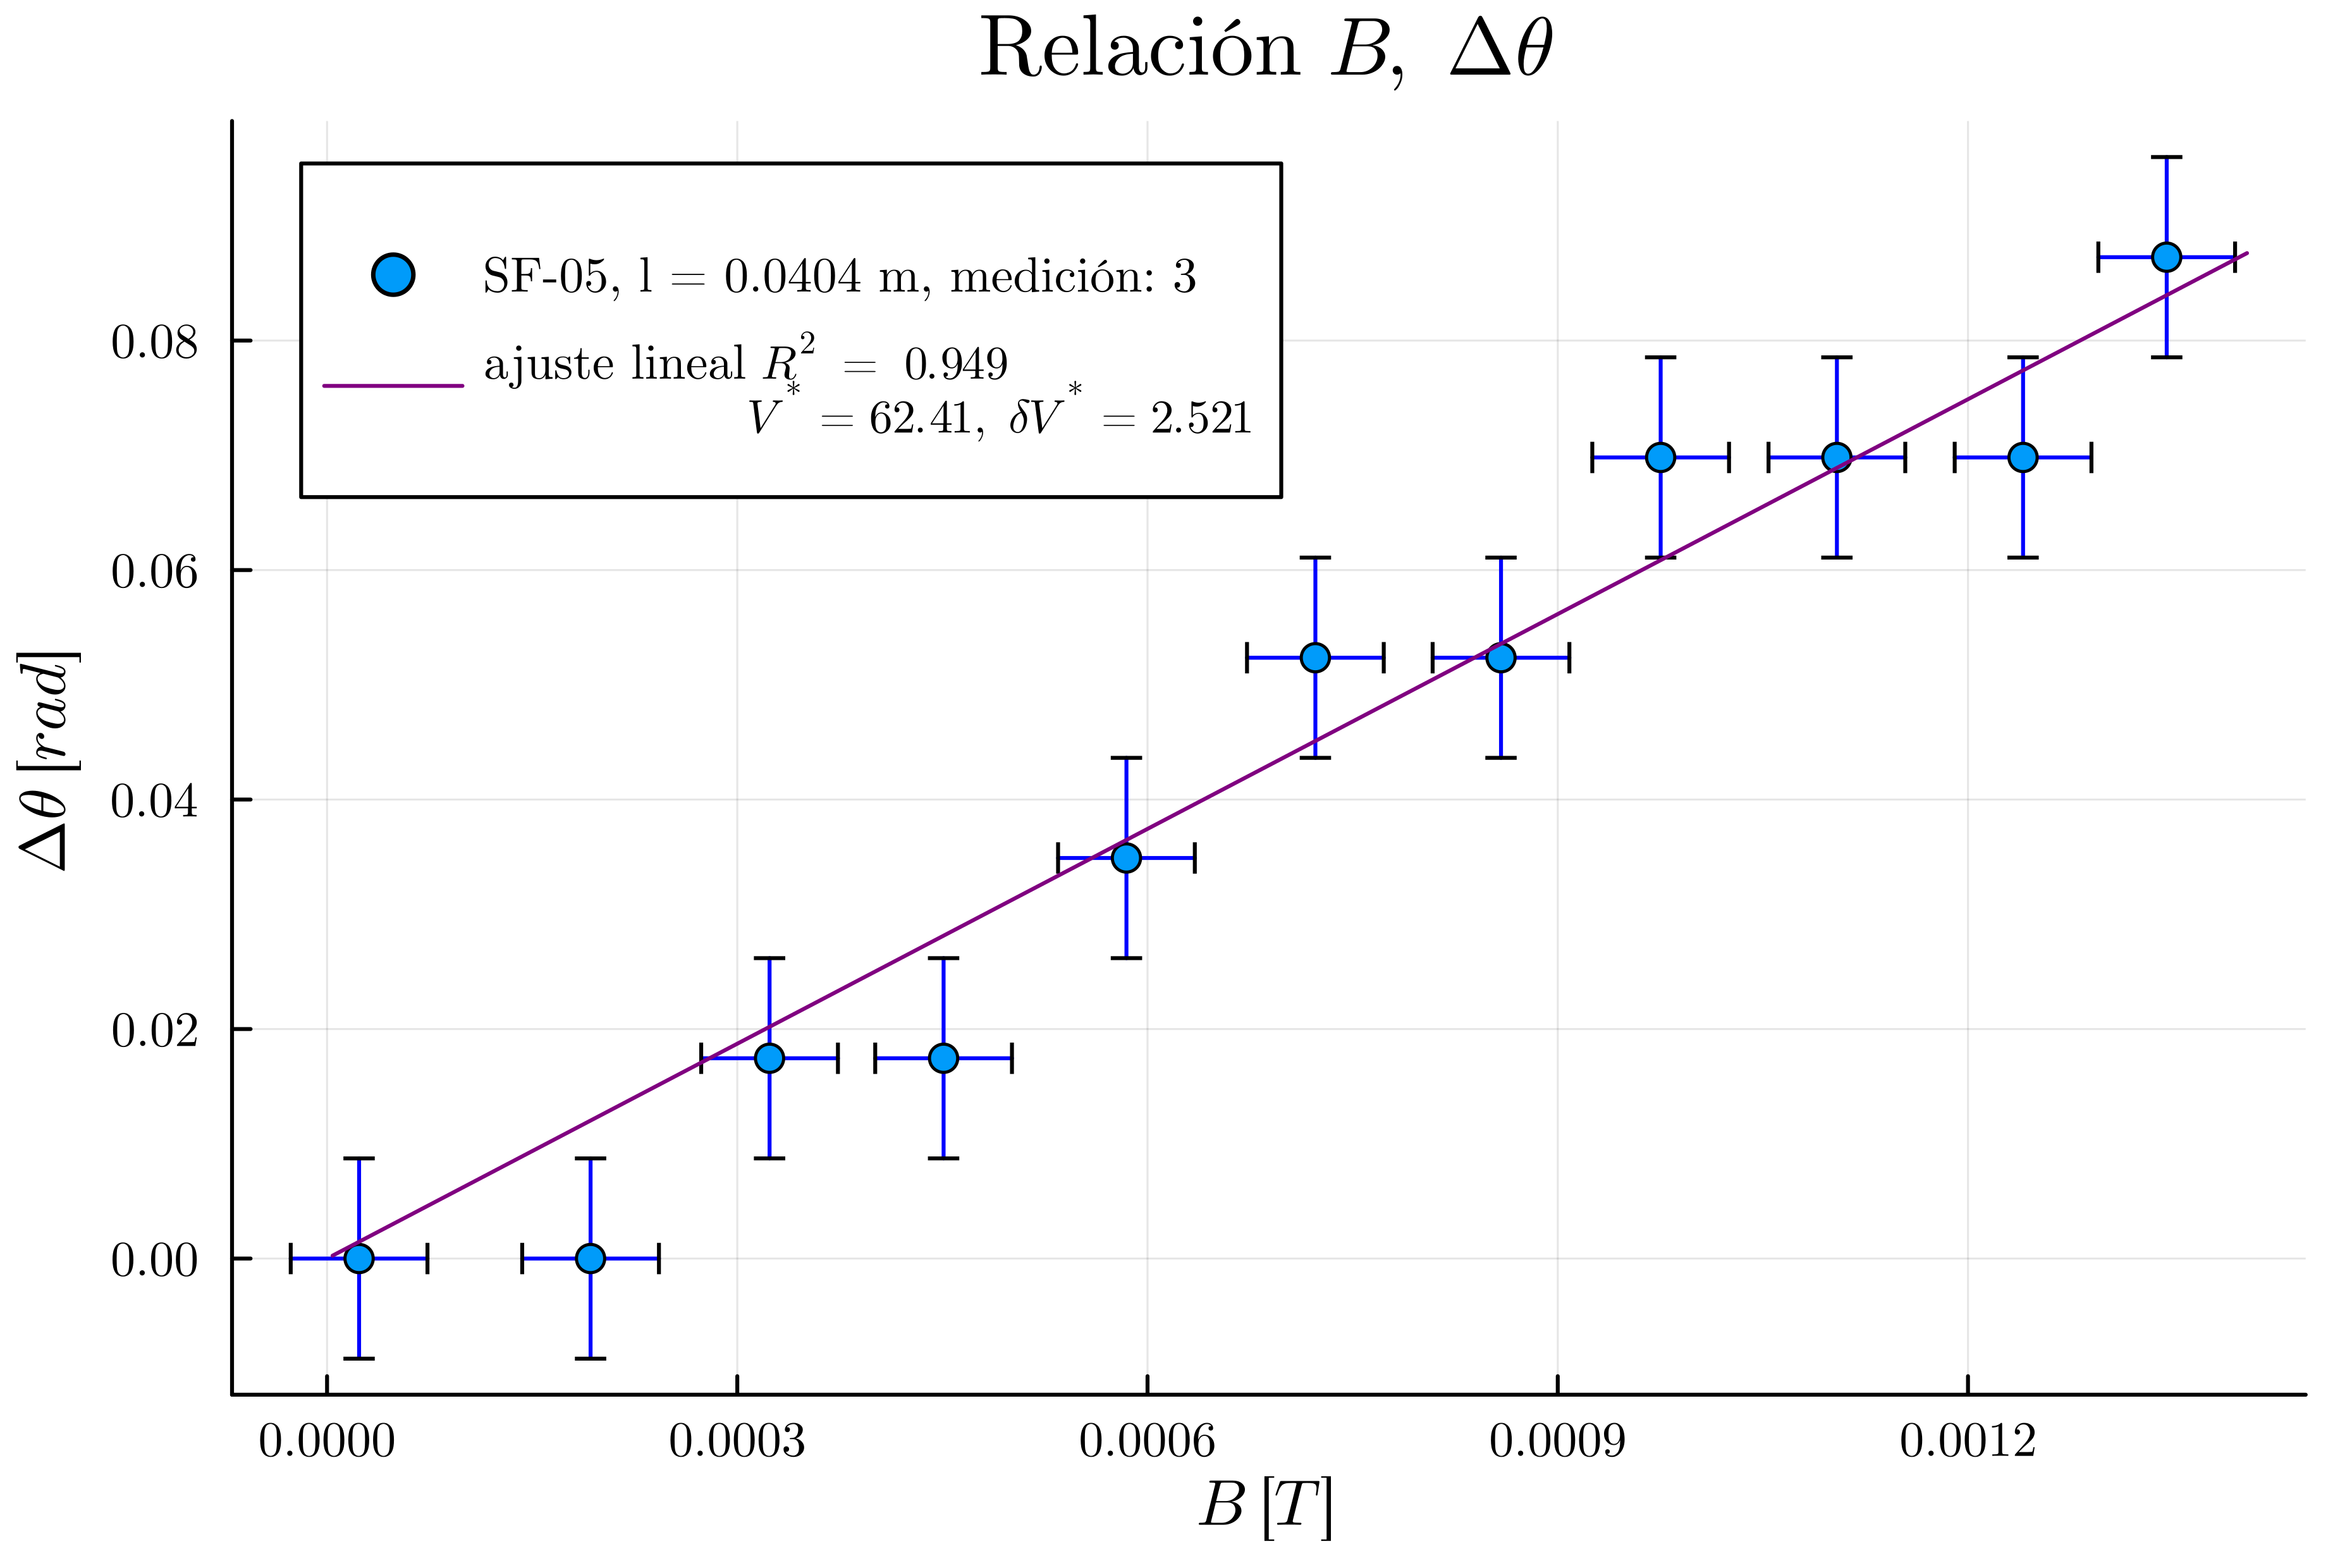 Relación B, Δθ
SF-05, l = 0.0404 m, medición: 3
ajuste lineal R² = 0.949
V* = 62.41, δV* = 2.521
Δθ [rad]
0.08
0.06
0.04
0.02
0.00
0.0000 0.0003 0.0006 0.0009 0.0012
B [T]